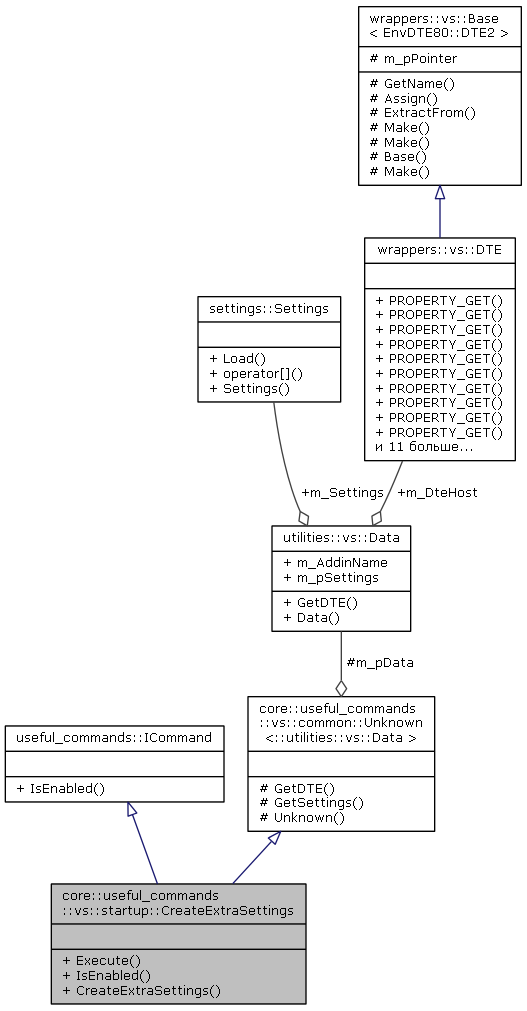 wrappers::vs::Base
< EnvDTE80::DTE2 >
# m_pPointer
# GetName()
# Assign()
# ExtractFrom()
# Make()
# Make()
# Base()
# Make()
wrappers::vs::DTE
+ PROPERTY_GET()
+ PROPERTY_GET()
+ PROPERTY_GET()
+ PROPERTY_GET()
+ PROPERTY_GET()
+ PROPERTY_GET()
+ PROPERTY_GET()
+ PROPERTY_GET()
+ PROPERTY_GET()
+ PROPERTY_GET()
и 11 больше...
settings::Settings
+ Load()
+ operator[]()
+ Settings()
+m_Settings
+m_DteHost
utilities::vs::Data
+ m_AddinName
+ m_pSettings
+ GetDTE()
+ Data()
#m_pData
core::useful_commands
::vs::common::Unknown
<::utilities::vs::Data >
# GetDTE()
# GetSettings()
# Unknown()
useful_commands::ICommand
+ IsEnabled()
core::useful_commands
::vs::startup::CreateExtraSettings
+ Execute()
+ IsEnabled()
+ CreateExtraSettings()